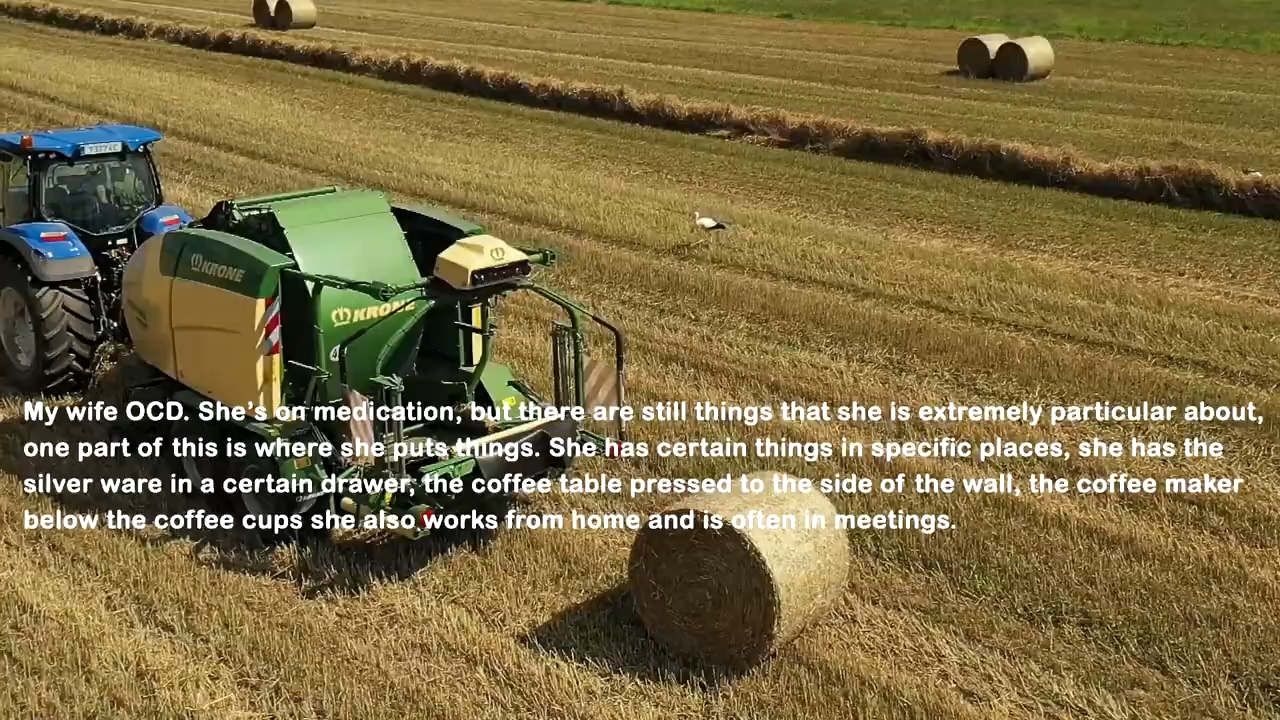 KRONE
KRONE
My wife OCD. She's on medication, but there are still things that she is extremely particular about,
one part of this is where she puts things. She has certain things in specific places, she has the
silver ware in a certain drawer, the coffee table pressed to the side of the wall, the coffee maker
below the coffee cups she also works from home and is often in meetings.